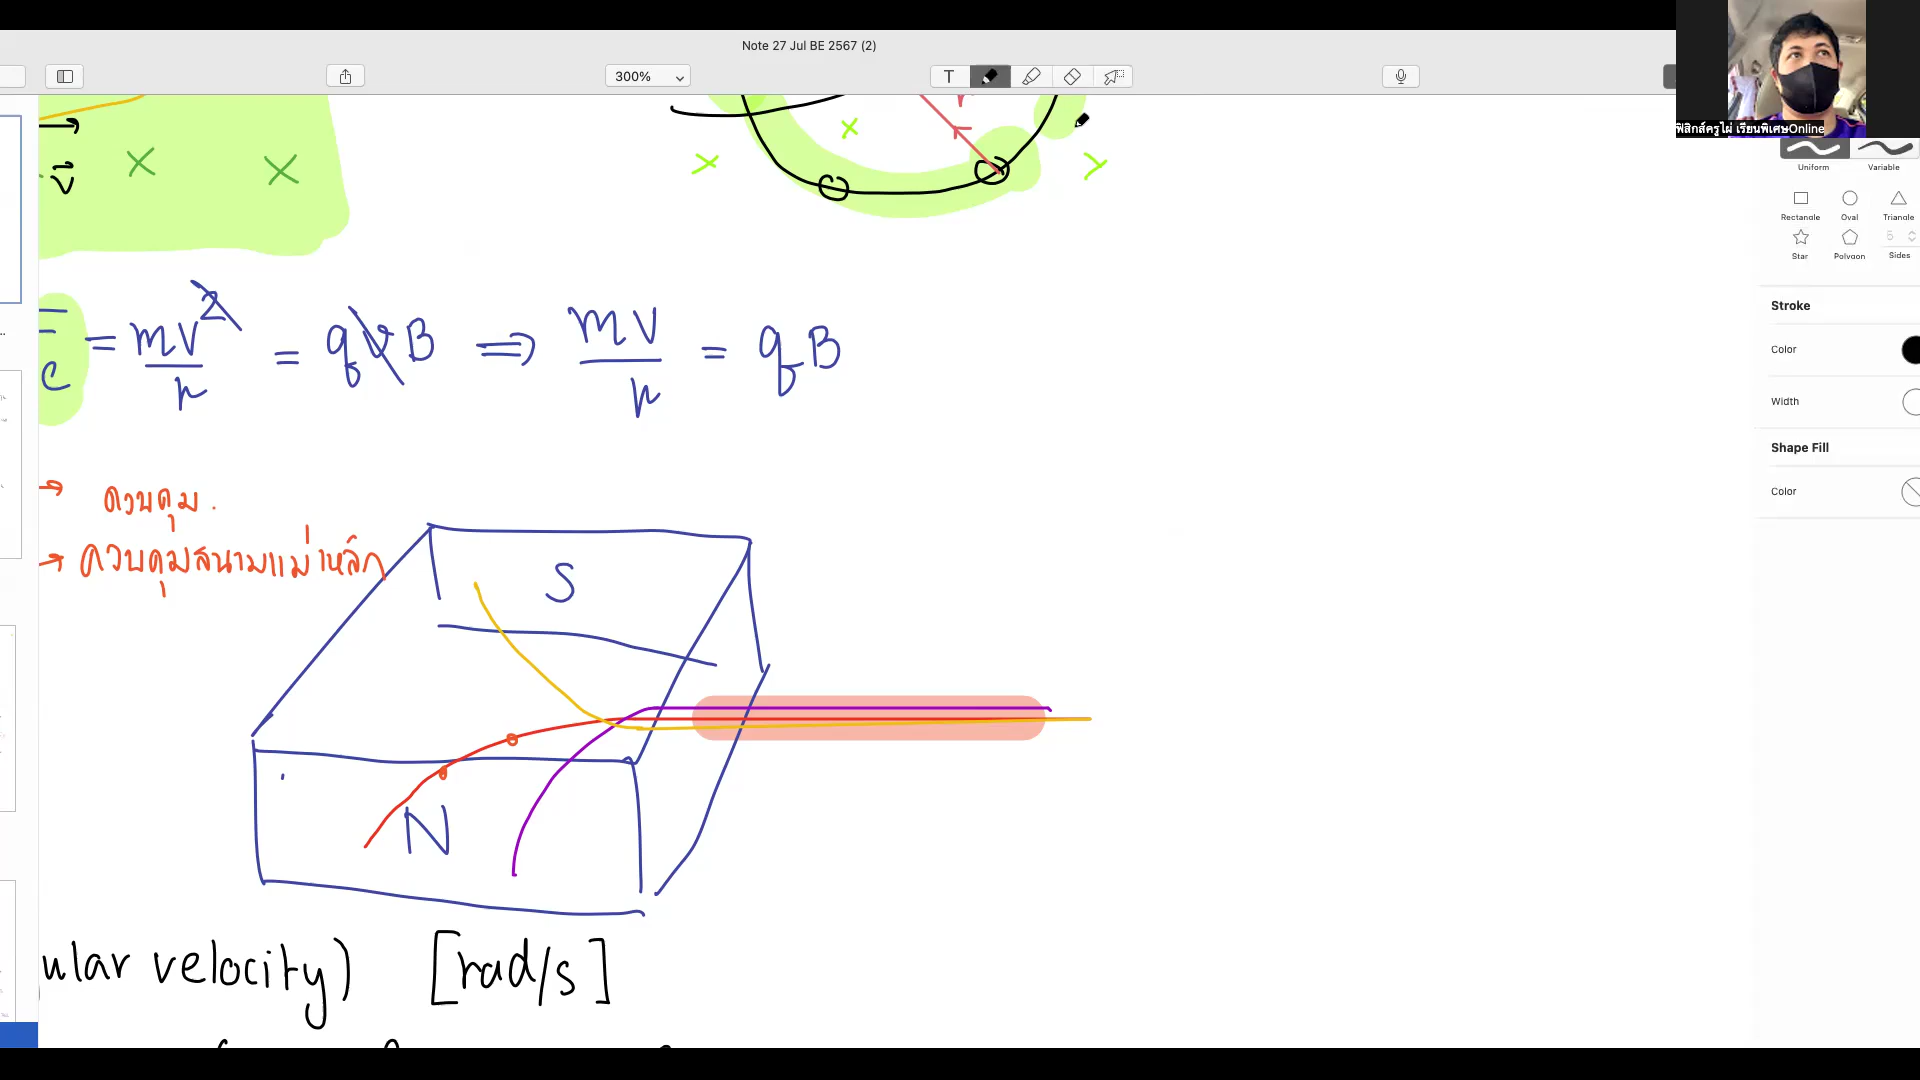 Note 27 Jul BE 2567 (2)
300%
T
ฟิสิกส์ครูไผ่ เรียนพิเศษOnline
Uniform Variable
Rectangle Oval Triangle
5
Star Polygon Sides
Stroke
Color
Width
Shape Fill
Color
r
x x x x x
v⃗
F
c = mv²/r = qvB ⇒ mv/r = qB
→ ควบคุม.
→ ควบคุมสนามแม่เหล็ก
S
N
ular velocity) [rad/s]